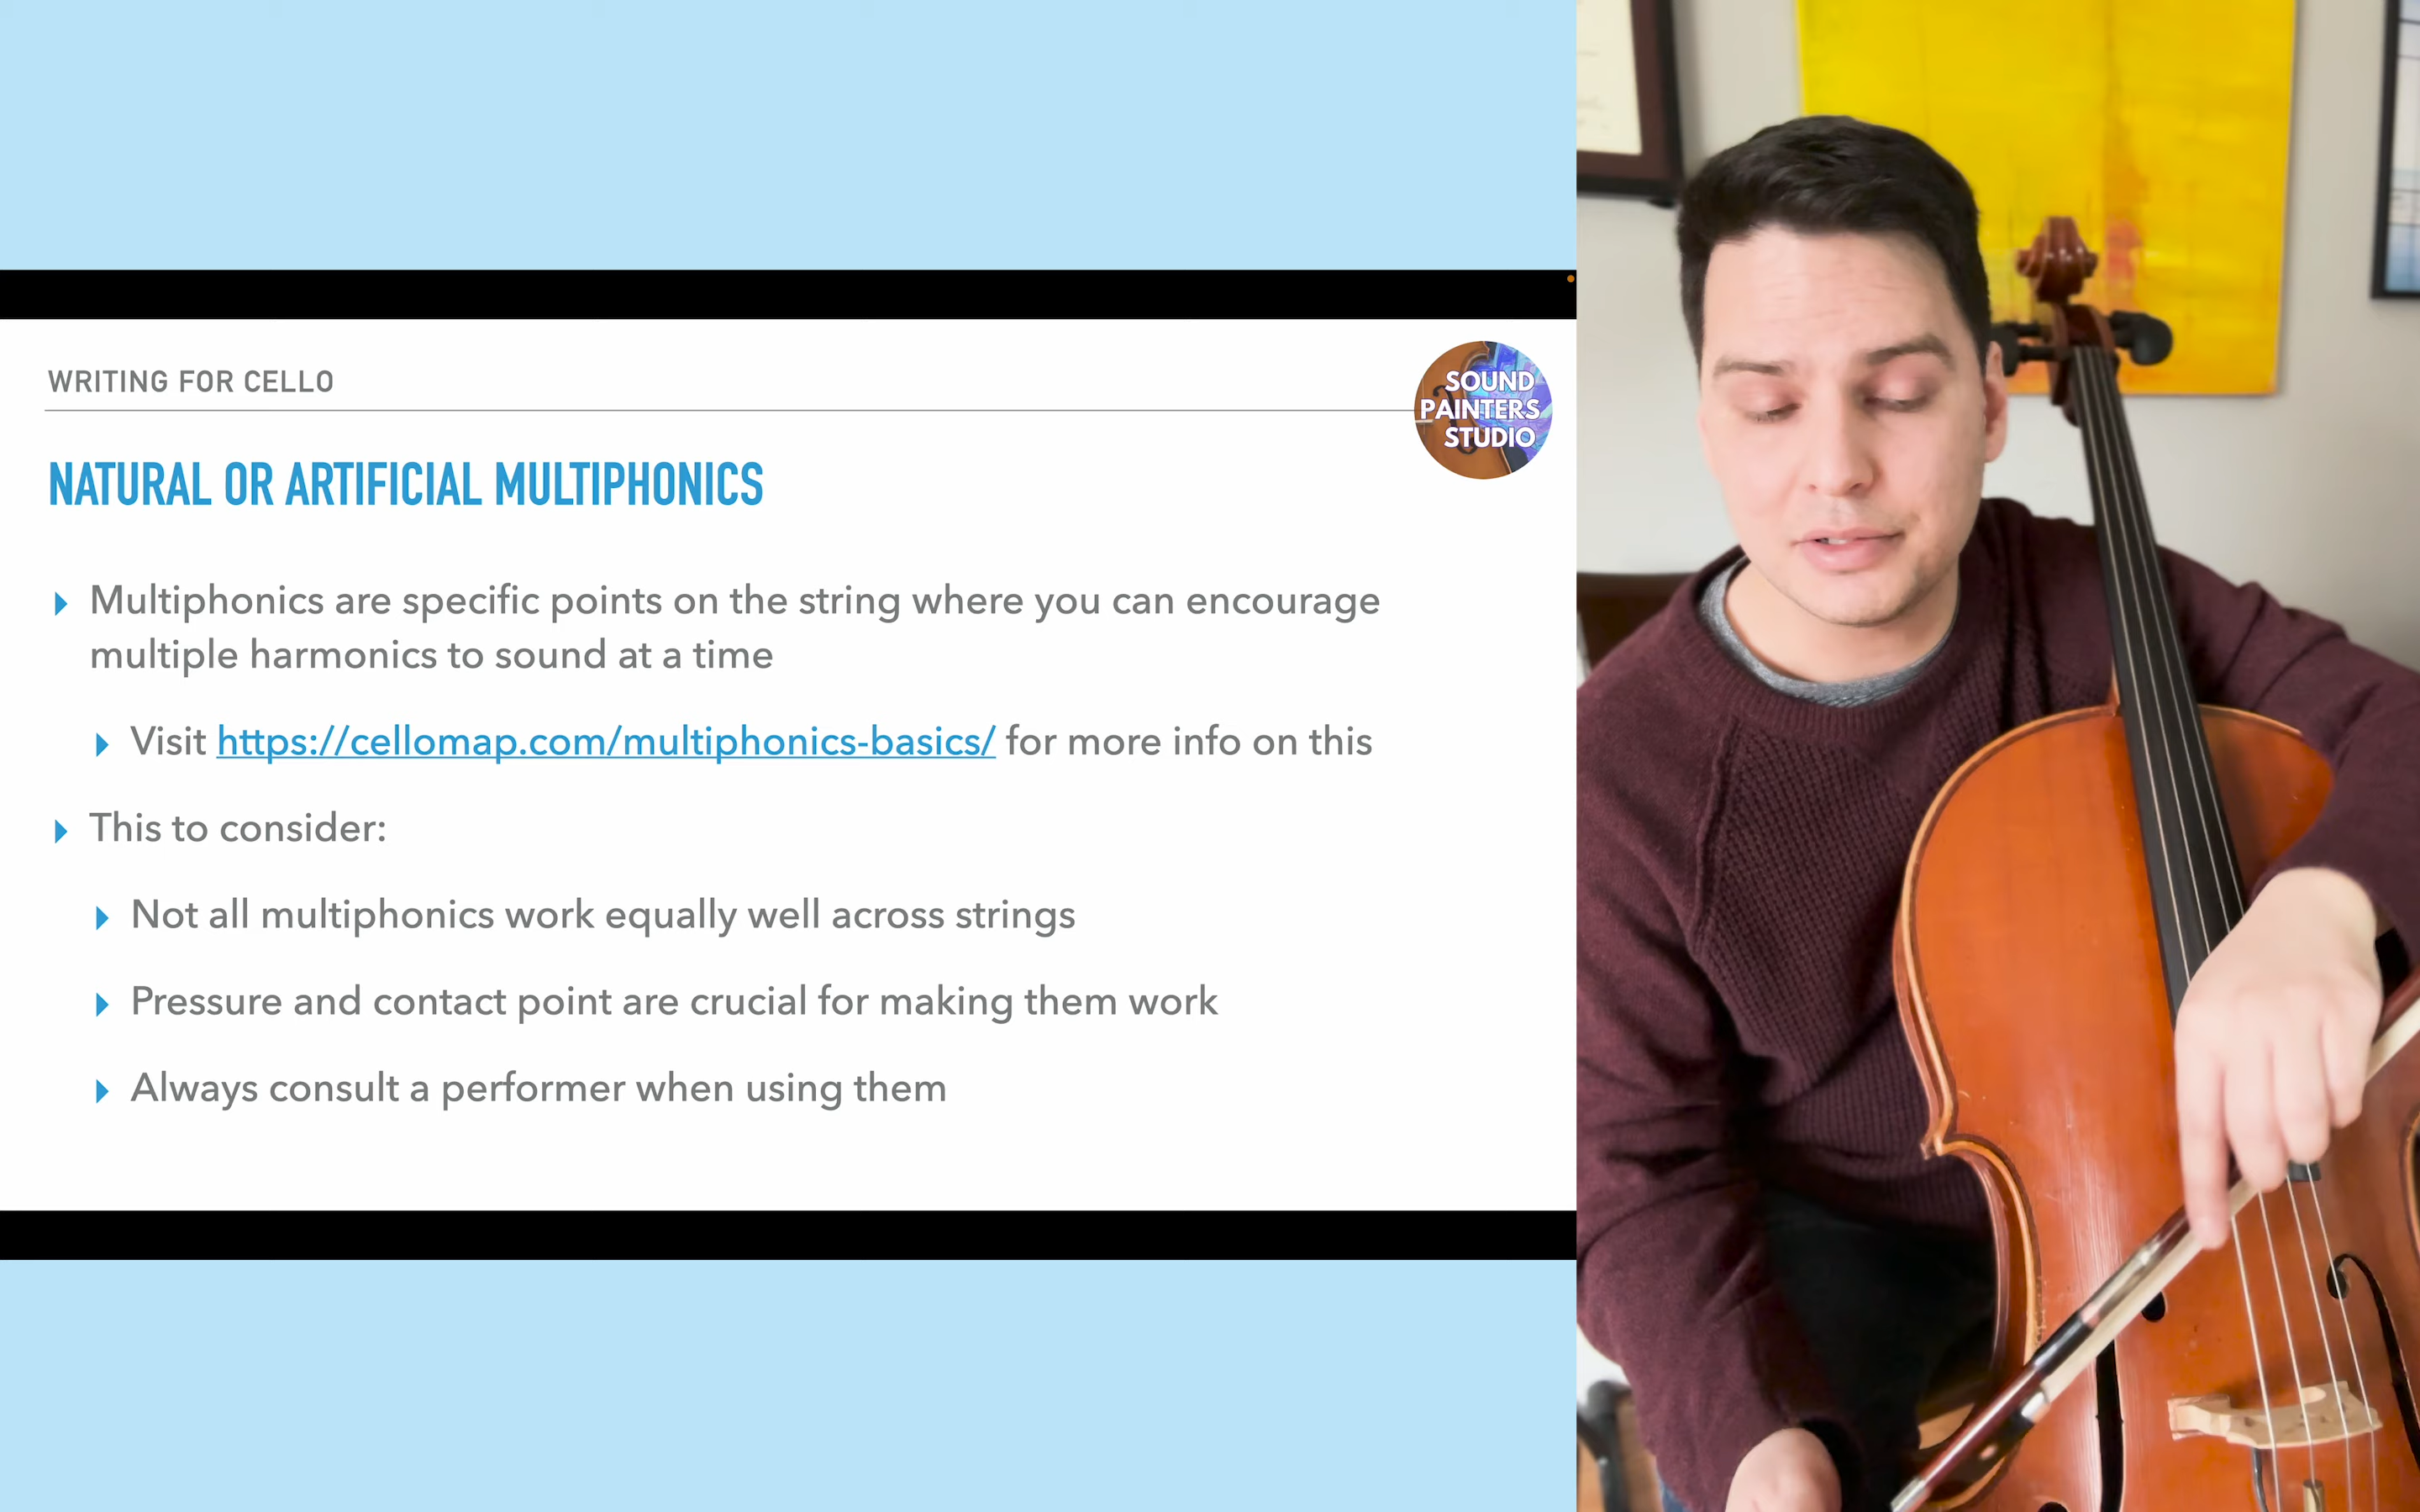 WRITING FOR CELLO
SOUND
PAINTERS
STUDIO
NATURAL OR ARTIFICIAL MULTIPHONICS
Multiphonics are specific points on the string where you can encourage
multiple harmonics to sound at a time
Visit https://cellomap.com/multiphonics-basics/ for more info on this
This to consider:
Not all multiphonics work equally well across strings
Pressure and contact point are crucial for making them work
Always consult a performer when using them